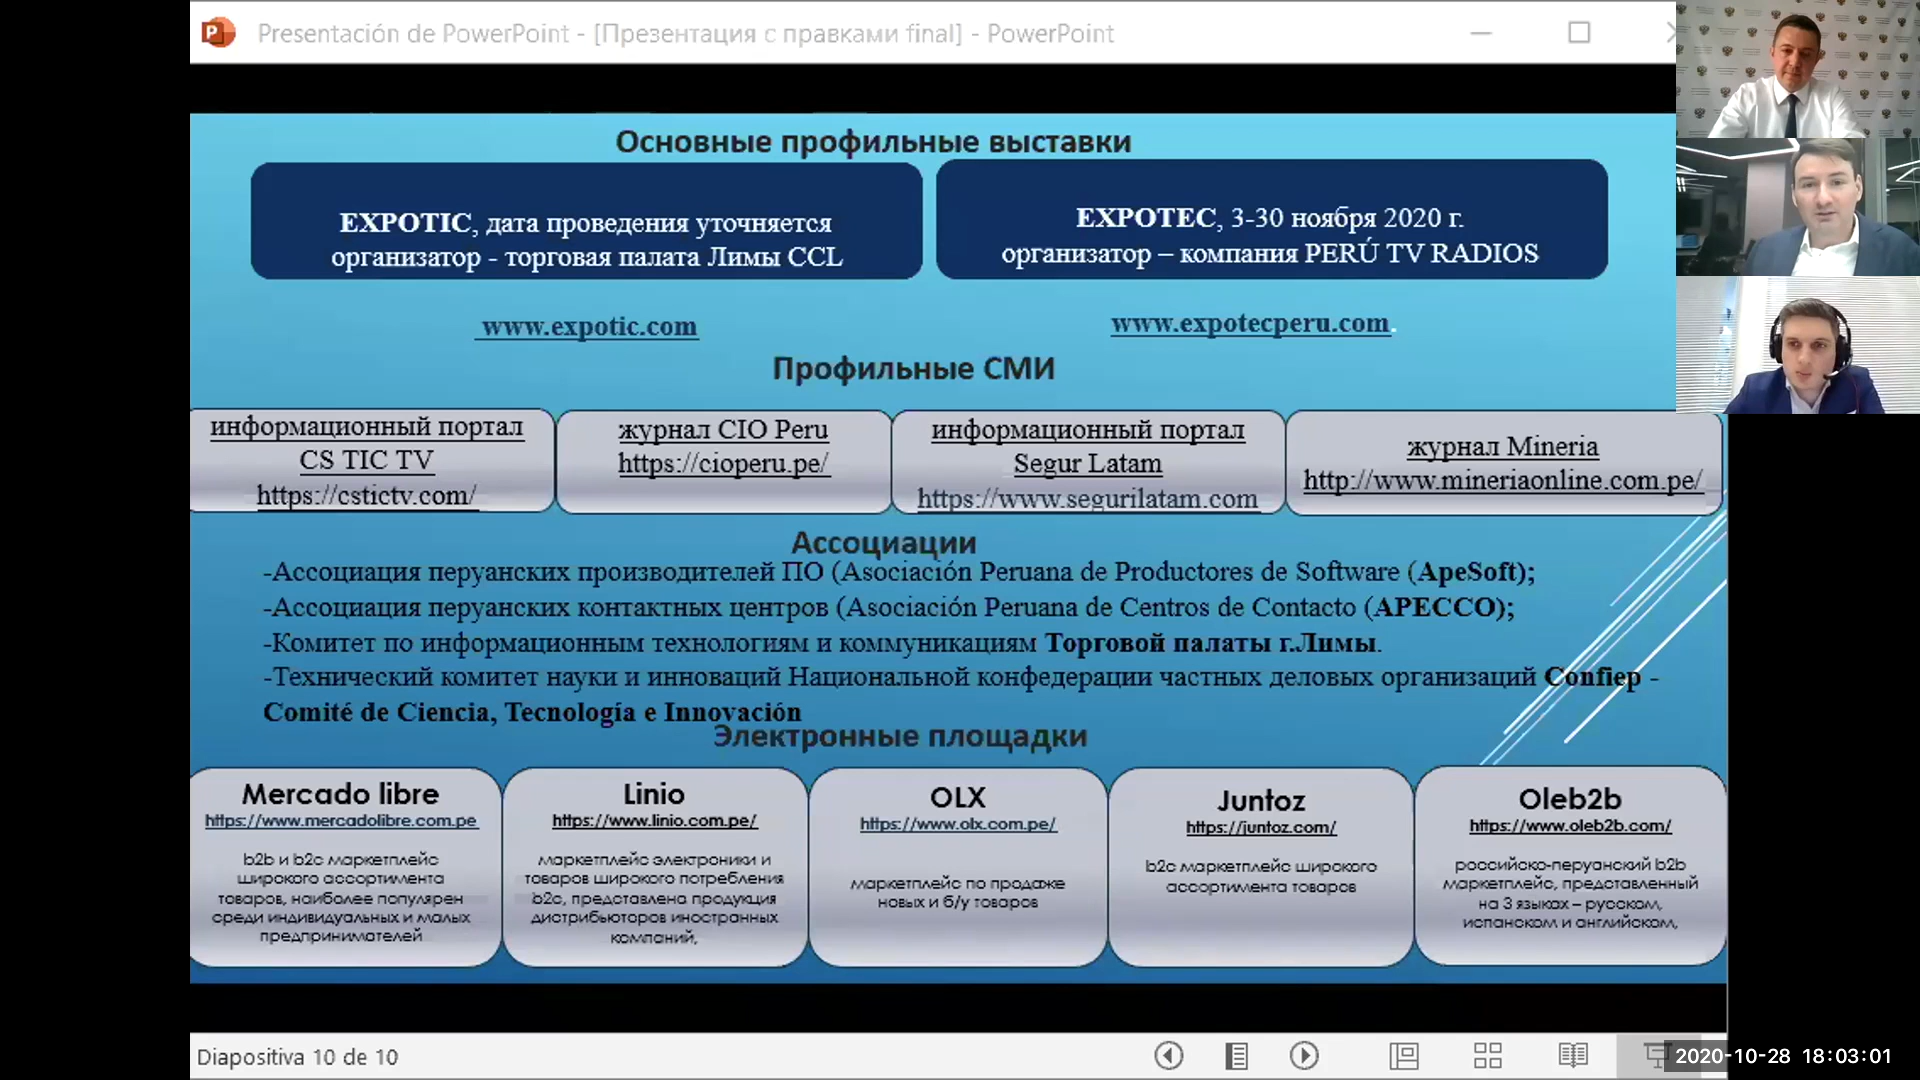 Presentación de PowerPoint - [Презентация с правками final] - PowerPoint
Основные профильные выставки
EXPOTIC, дата проведения уточняется
организатор - торговая палата Лимы CCL
EXPOTEC, 3-30 ноября 2020 г.
организатор – компания PERÚ TV RADIOS
www.expotic.com
www.expotecperu.com.
Профильные СМИ
информационный портал
CS TIC TV
https://cstictv.com/
журнал CIO Peru
https://cioperu.pe/
информационный портал
Segur Latam
https://www.segurilatam.com
журнал Mineria
http://www.mineriaonline.com.pe/
Ассоциации
-Ассоциация перуанских производителей ПО (Asociación Peruana de Productores de Software (ApeSoft);
-Ассоциация перуанских контактных центров (Asociación Peruana de Centros de Contacto (APECCO);
-Комитет по информационным технологиям и коммуникациям Торговой палаты г.Лимы.
-Технический комитет науки и инноваций Национальной конфедерации частных деловых организаций Confiep -
Comité de Ciencia, Tecnología e Innovación
Электронные площадки
Mercado libre
https://www.mercadolibre.com.pe
b2b и b2c маркетплейс
широкого ассортимента
товаров, наиболее популярен
среди индивидуальных и малых
предпринимателей
Linio
https://www.linio.com.pe/
маркетплейс электроники и
товаров широкого потребления
b2c, представлена продукция
дистрибьюторов иностранных
компаний,
OLX
https://www.olx.com.pe/
маркетплейс по продаже
новых и б/у товаров
Juntoz
https://juntoz.com/
b2c маркетплейс широкого
ассортимента товаров
Oleb2b
https://www.oleb2b.com/
российско-перуанский b2b
маркетплейс, представленный
на 3 языках – русском,
испанском и английском,
Diapositiva 10 de 10
2020-10-28 18:03:01